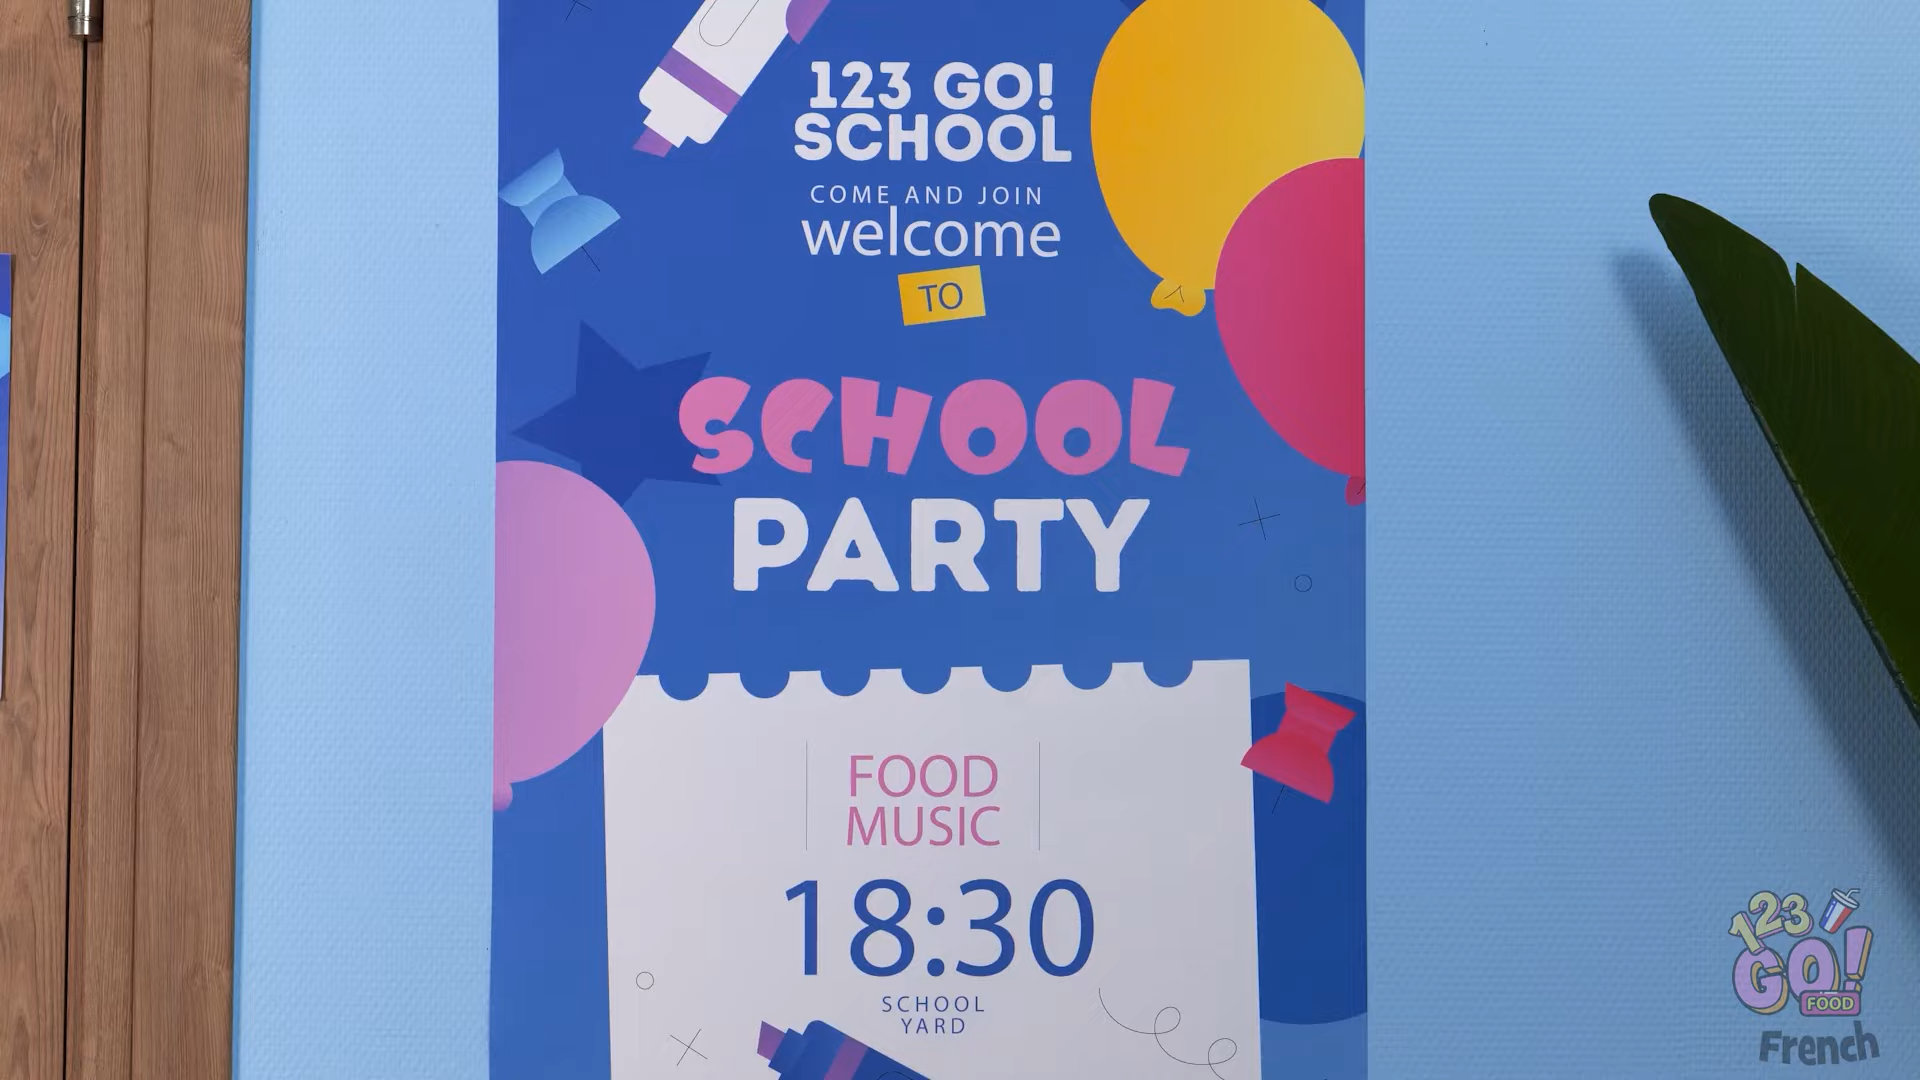 123 GO!
SCHOOL
COME AND JOIN
welcome
TO
SCHOOL
PARTY
FOOD
MUSIC
18:30
SCHOOL
YARD
123
GO!
FOOD
French